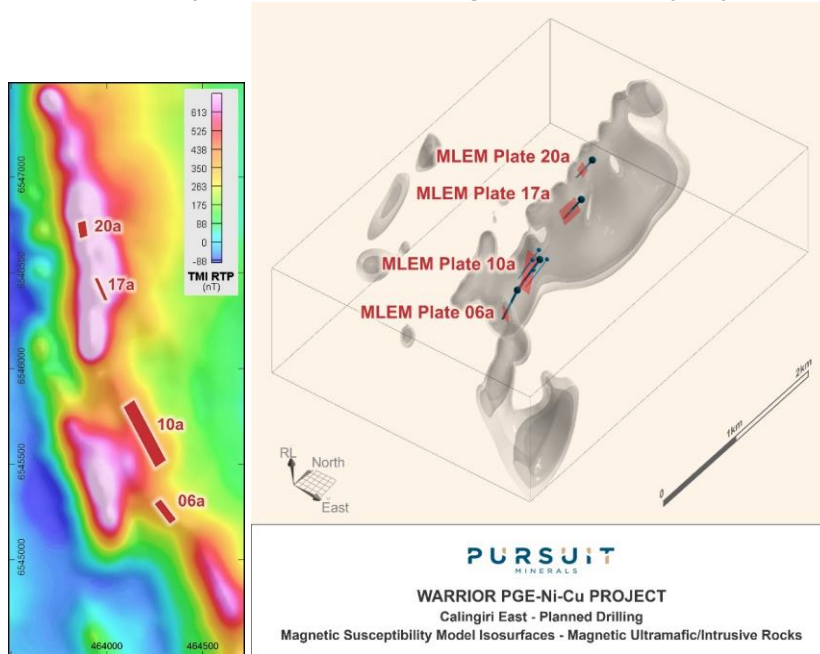 613
525
438
350
263
175
88
0
-88
TMI RTP
(nT)
6547000
6546500
6546000
6545500
6545000
20a
17a
10a
06a
464000
464500
MLEM Plate 20a
MLEM Plate 17a
MLEM Plate 10a
MLEM Plate 06a
2km
1km
0
RL
North
East
PURSUIT
MINERALS
WARRIOR PGE-Ni-Cu PROJECT
Calingiri East - Planned Drilling
Magnetic Susceptibility Model Isosurfaces - Magnetic Ultramafic/Intrusive Rocks